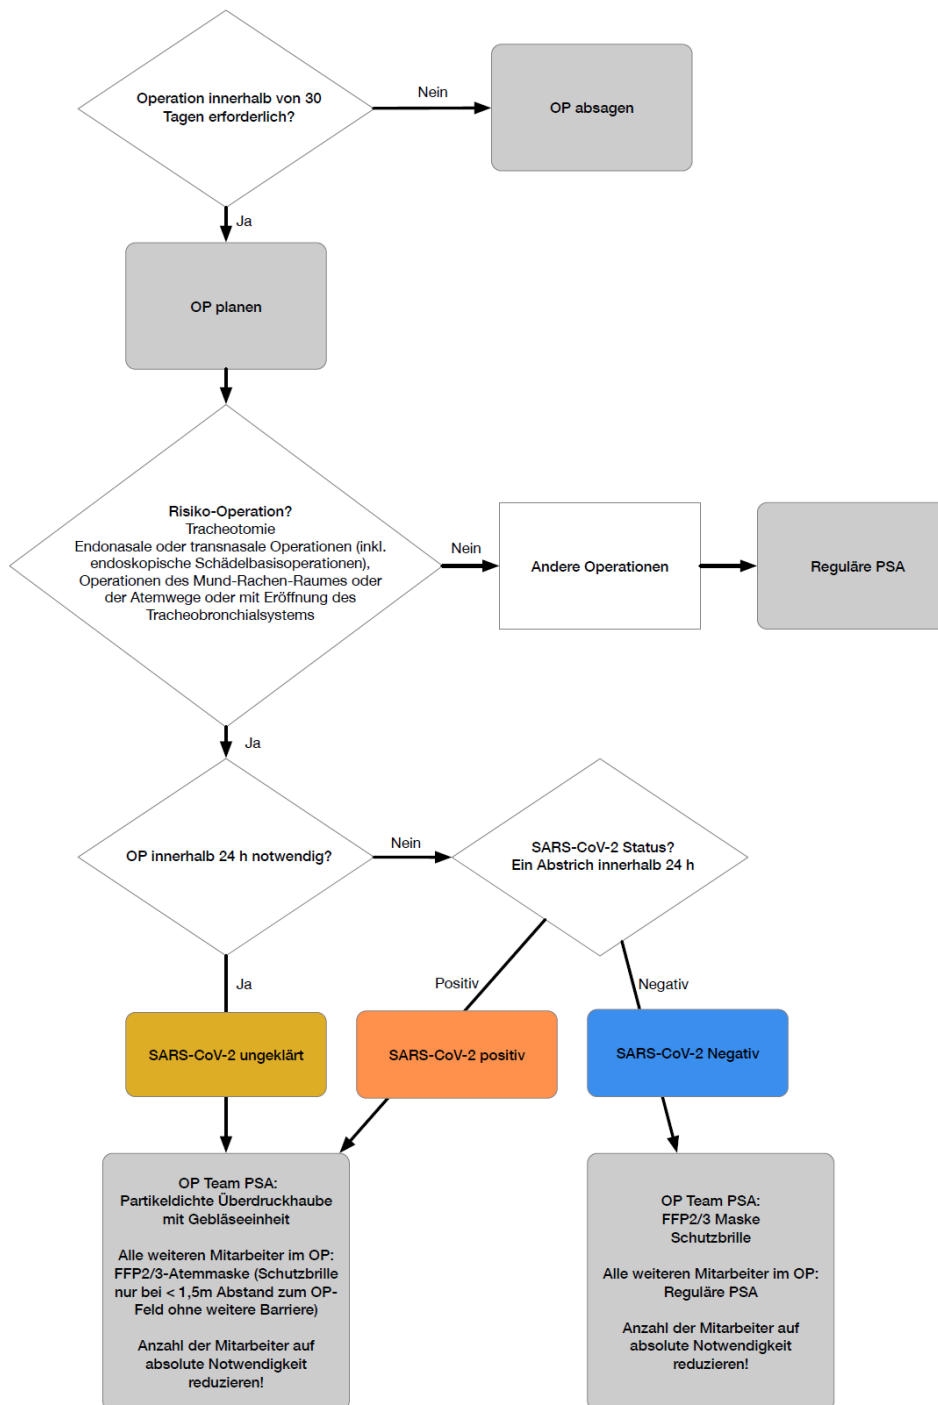 Operation innerhalb von 30
Tagen erforderlich?
Nein
OP absagen
Ja
OP planen
Risiko-Operation?
Tracheotomie
Endonasale oder transnasale Operationen (inkl.
endoskopische Schädelbasisoperationen),
Operationen des Mund-Rachen-Raumes oder
der Atemwege oder mit Eröffnung des
Tracheobronchialsystems
Nein
Andere Operationen
Reguläre PSA
Ja
OP innerhalb 24 h notwendig?
Nein
SARS-CoV-2 Status?
Ein Abstrich innerhalb 24 h
Ja
Positiv
Negativ
SARS-CoV-2 ungeklärt
SARS-CoV-2 positiv
SARS-CoV-2 Negativ
OP Team PSA:
Partikeldichte Überdruckhaube
mit Gebläseeinheit
Alle weiteren Mitarbeiter im OP:
FFP2/3-Atemmaske (Schutzbrille
nur bei < 1,5m Abstand zum OP-
Feld ohne weitere Barriere)
Anzahl der Mitarbeiter auf
absolute Notwendigkeit
reduzieren!
OP Team PSA:
FFP2/3 Maske
Schutzbrille
Alle weiteren Mitarbeiter im OP:
Reguläre PSA
Anzahl der Mitarbeiter auf
absolute Notwendigkeit
reduzieren!